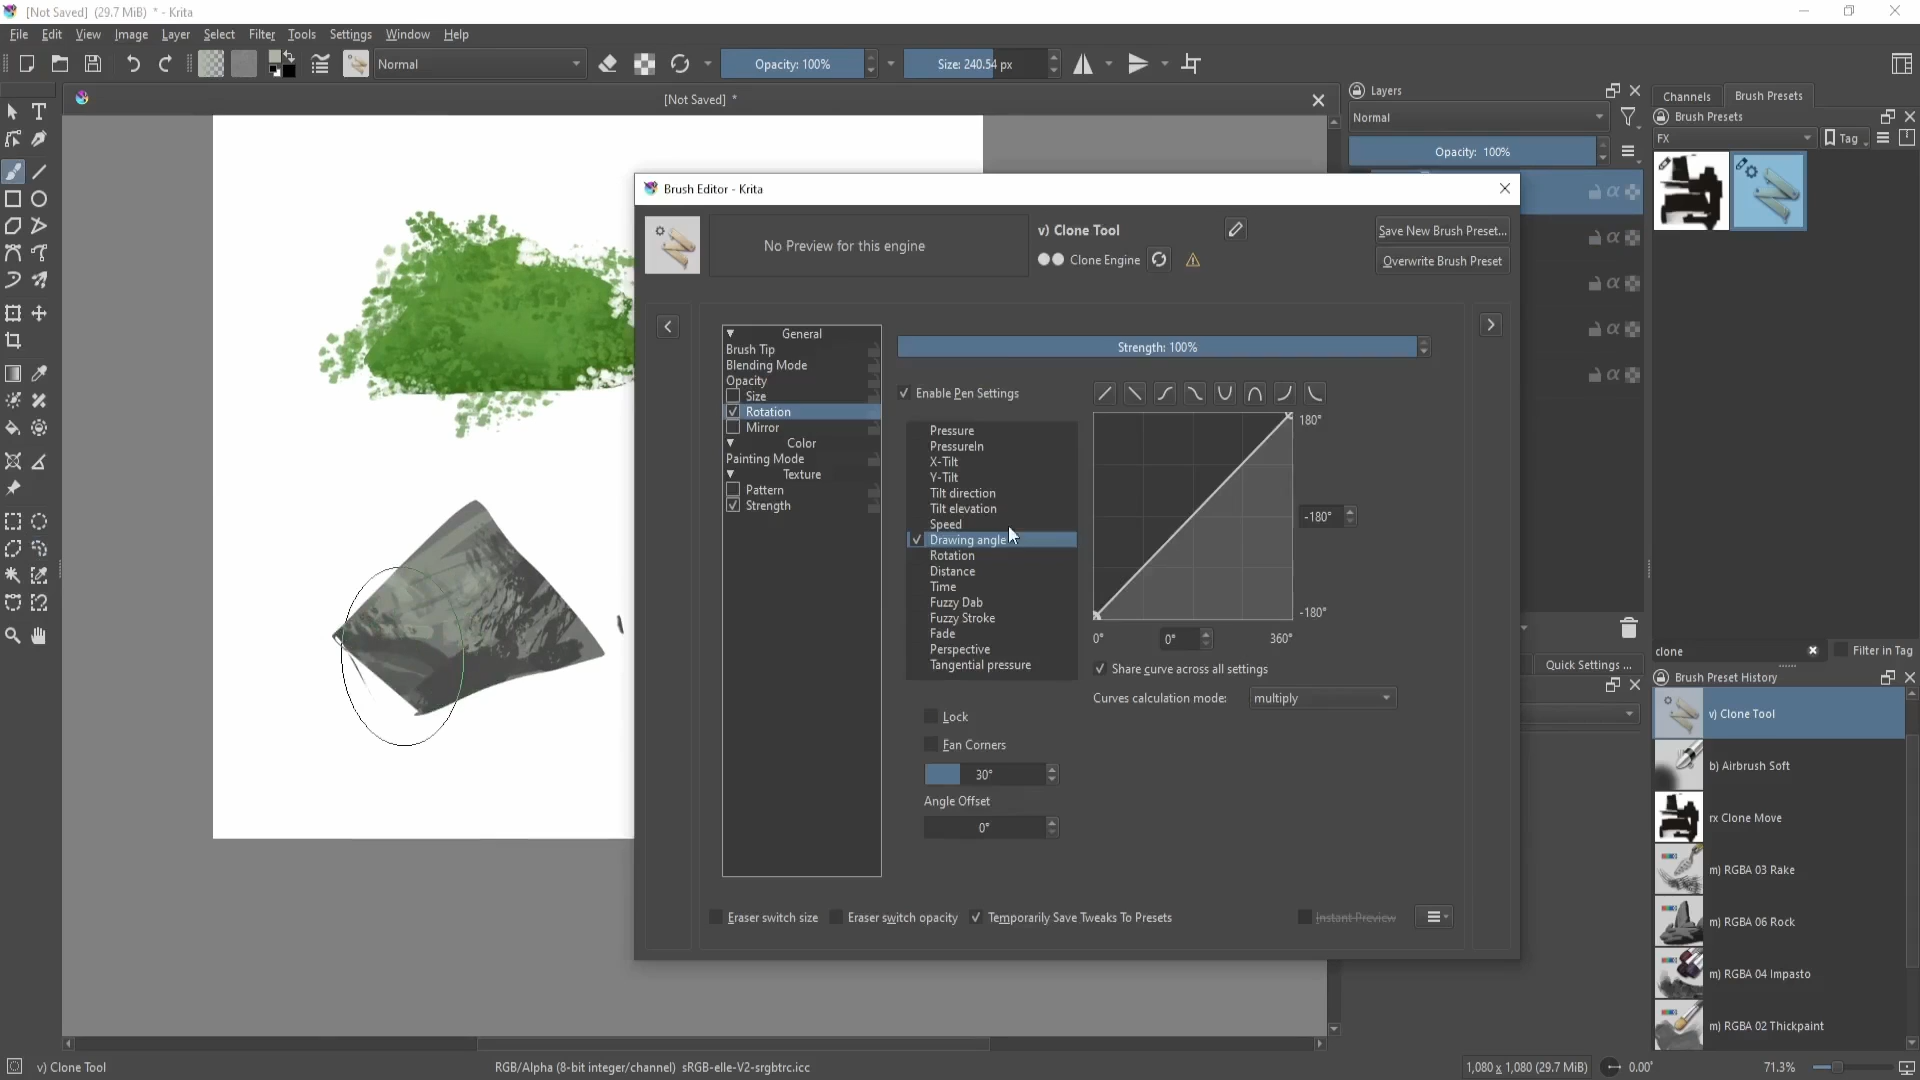 [Not Saved] (29.7 MiB) * - Krita
File Edit View Image Layer Select Filter Tools Settings Window Help
Normal
Opacity: 100%
Size: 240.54 px
[Not Saved] *
Layers
Normal
Opacity: 100%
Channels
Brush Presets
Brush Presets
FX
Tag
Brush Editor - Krita
No Preview for this engine
v) Clone Tool
Clone Engine
Save New Brush Preset...
Overwrite Brush Preset
General
Brush Tip
Blending Mode
Opacity
Size
Rotation
Mirror
Color
Painting Mode
Texture
Pattern
Strength
Strength: 100%
Enable Pen Settings
Pressure
PressureIn
X-Tilt
Y-Tilt
Tilt direction
Tilt elevation
Speed
Drawing angle
Rotation
Distance
Time
Fuzzy Dab
Fuzzy Stroke
Fade
Perspective
Tangential pressure
180°
-180°
-180°
0°
0°
360°
Share curve across all settings
Curves calculation mode:
multiply
Lock
Fan Corners
30°
Angle Offset
0°
Eraser switch size
Eraser switch opacity
Temporarily Save Tweaks To Presets
Instant Preview
clone
Filter in Tag
Quick Settings ...
Brush Preset History
v) Clone Tool
b) Airbrush Soft
rx Clone Move
m) RGBA 03 Rake
m) RGBA 06 Rock
m) RGBA 04 Impasto
m) RGBA 02 Thickpaint
v) Clone Tool
RGB/Alpha (8-bit integer/channel) sRGB-elle-V2-srgbtrc.icc
1,080 x 1,080 (29.7 MiB)
0.00°
71.3%